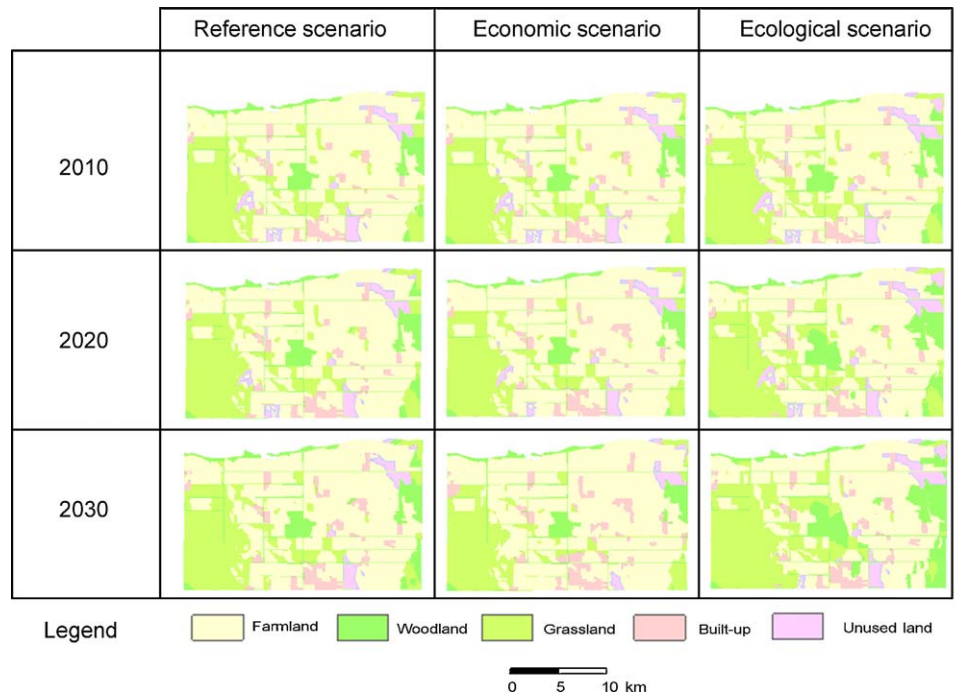 Reference scenario
Economic scenario
Ecological scenario
2010
2020
2030
Legend
Farmland
Woodland
Grassland
Built-up
Unused land
0 5 10 km